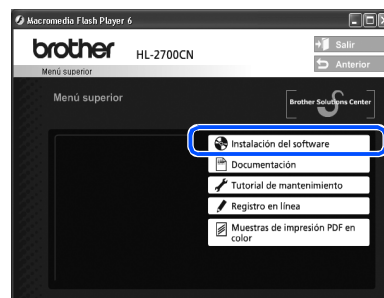 Macromedia Flash Player 6
brother
HL-2700CN
Salir
Anterior
Menú superior
Menú superior
Brother Solutions Center
Instalación del software
Documentación
Tutorial de mantenimiento
Registro en línea
Muestras de impresión PDF en
color